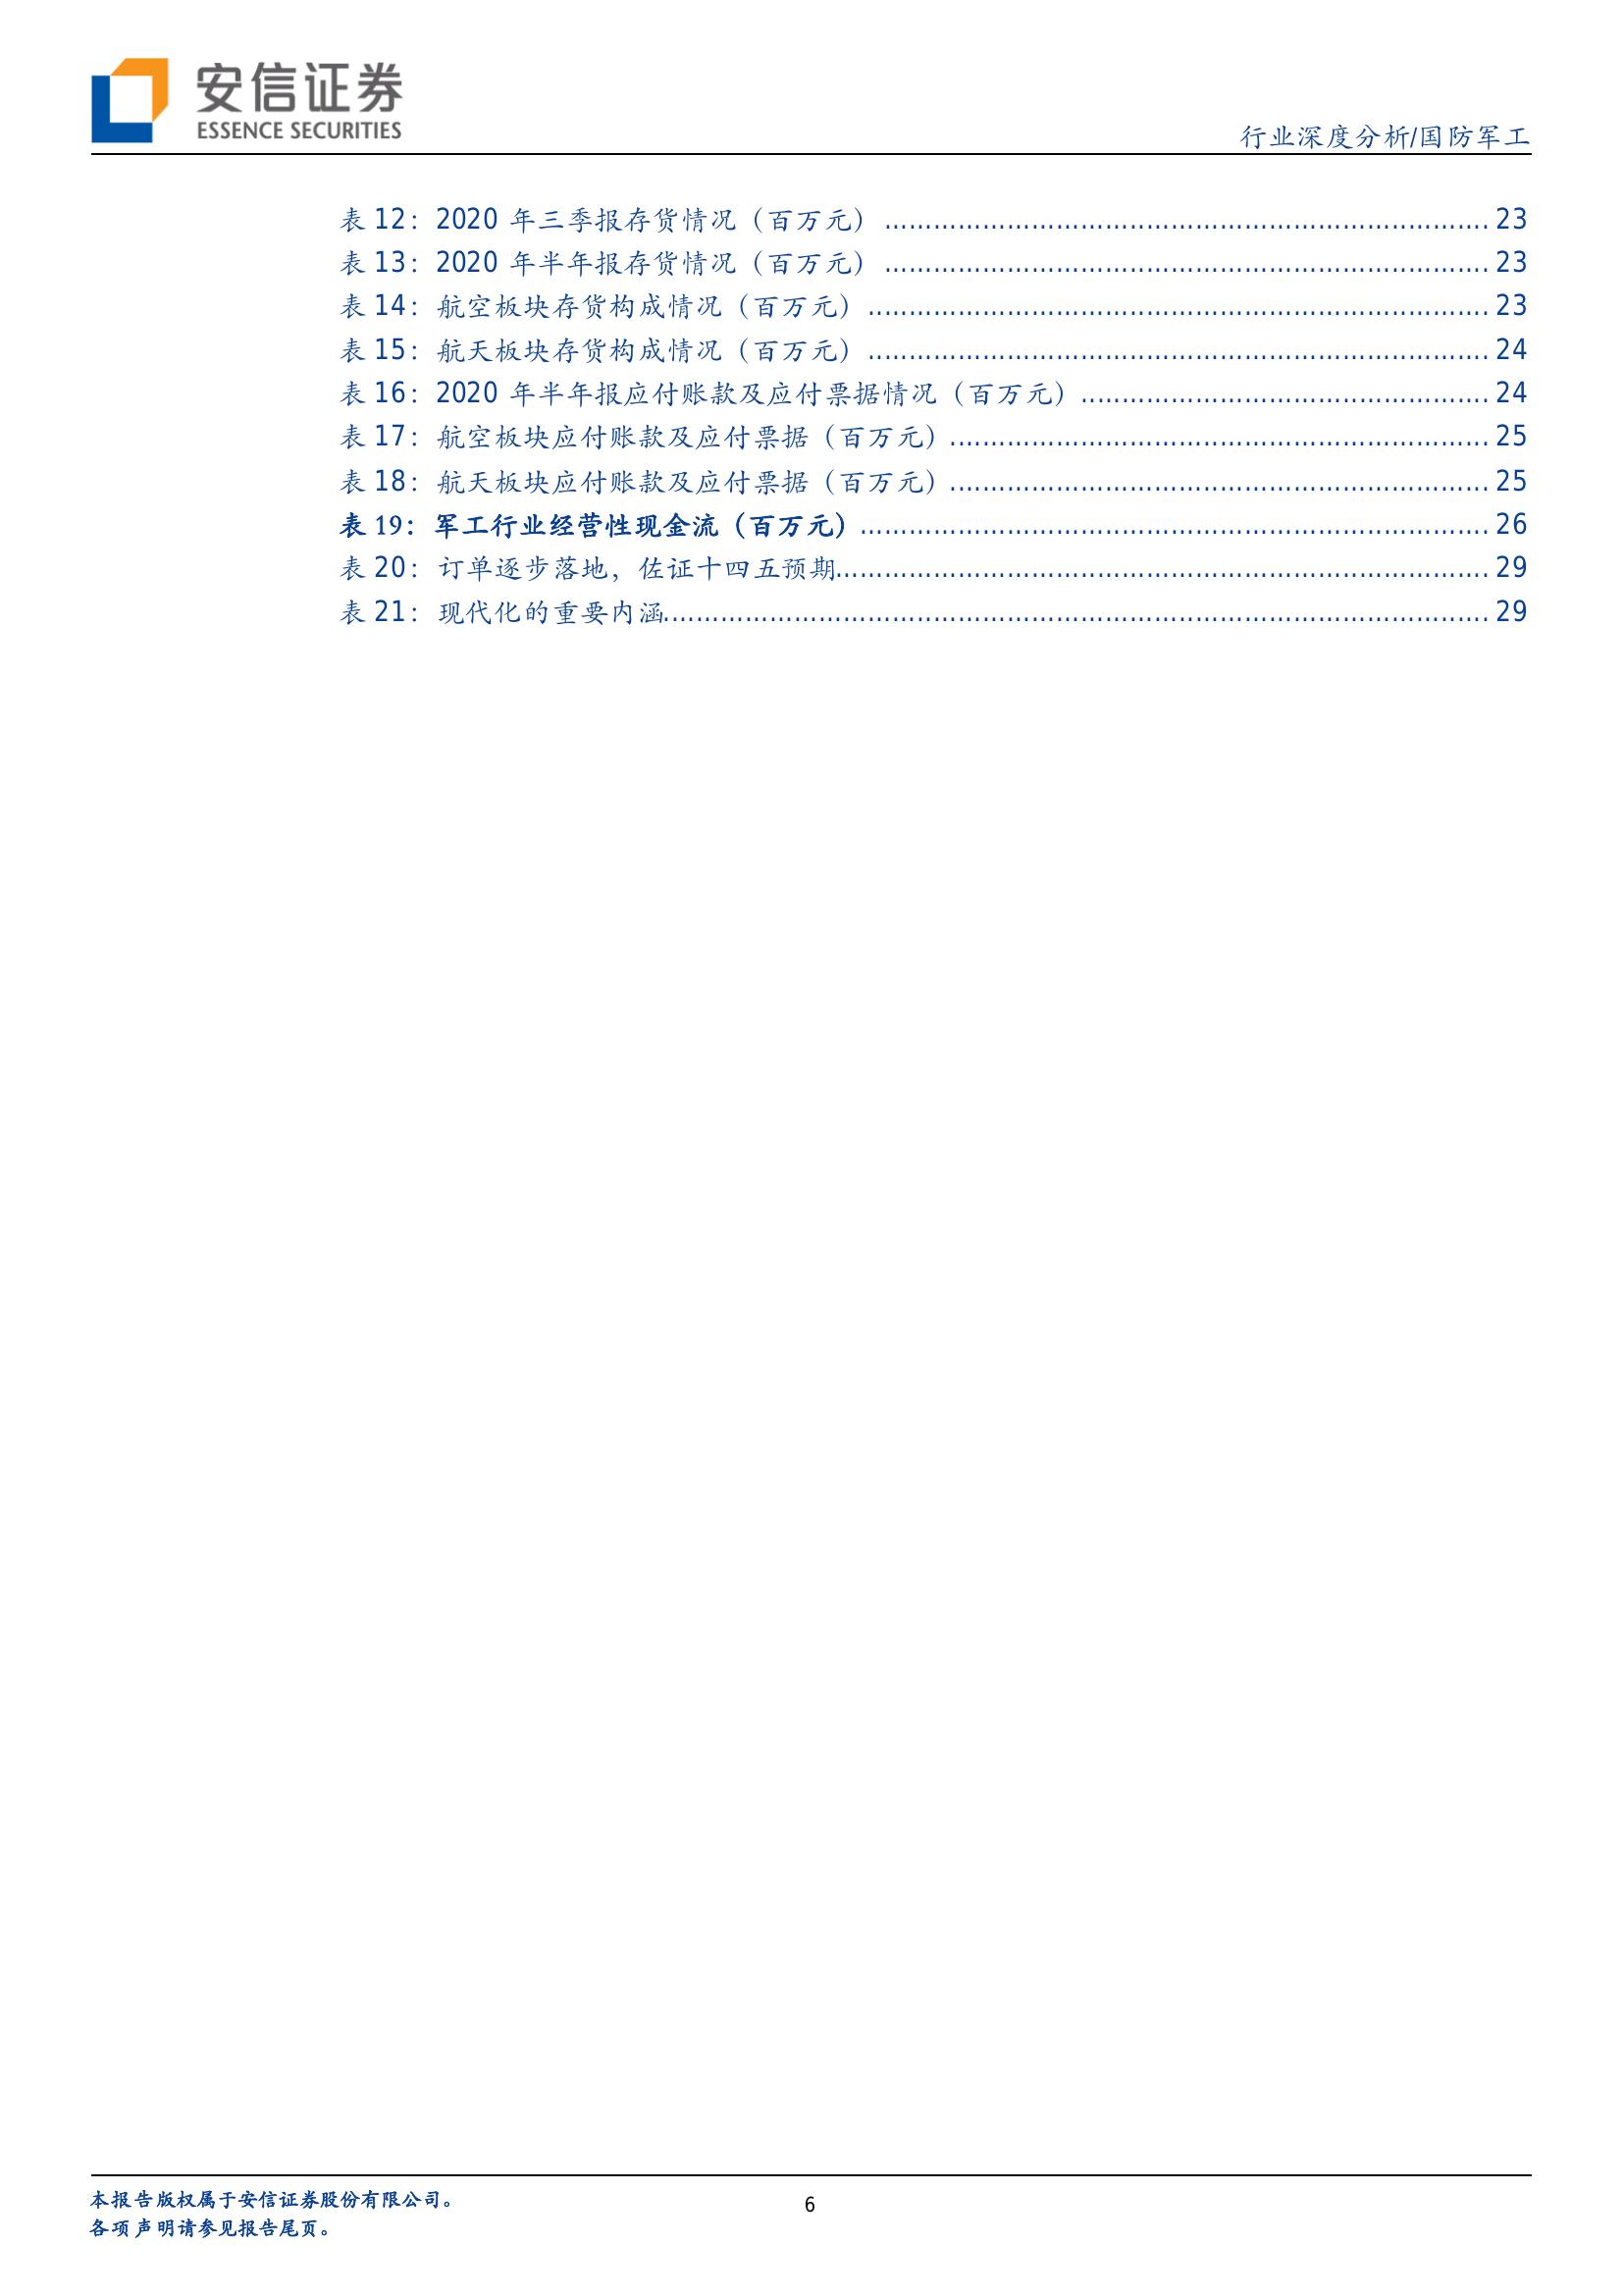 安信证券
ESSENCE SECURITIES
行业深度分析/国防军工
表 12：2020 年三季报存货情况（百万元） ........................................................................ 23
表 13：2020 年半年报存货情况（百万元） ........................................................................ 23
表 14：航空板块存货构成情况（百万元） ........................................................................ 23
表 15：航天板块存货构成情况（百万元） ........................................................................ 24
表 16：2020 年半年报应付账款及应付票据情况（百万元） ................................................ 24
表 17：航空板块应付账款及应付票据（百万元） ................................................................ 25
表 18：航天板块应付账款及应付票据（百万元） ................................................................ 25
表 19：军工行业经营性现金流（百万元） ........................................................................ 26
表 20：订单逐步落地，佐证十四五预期 ........................................................................ 29
表 21：现代化的重要内涵 ................................................................................................ 29
本报告版权属于安信证券股份有限公司。
各项声明请参见报告尾页。
6